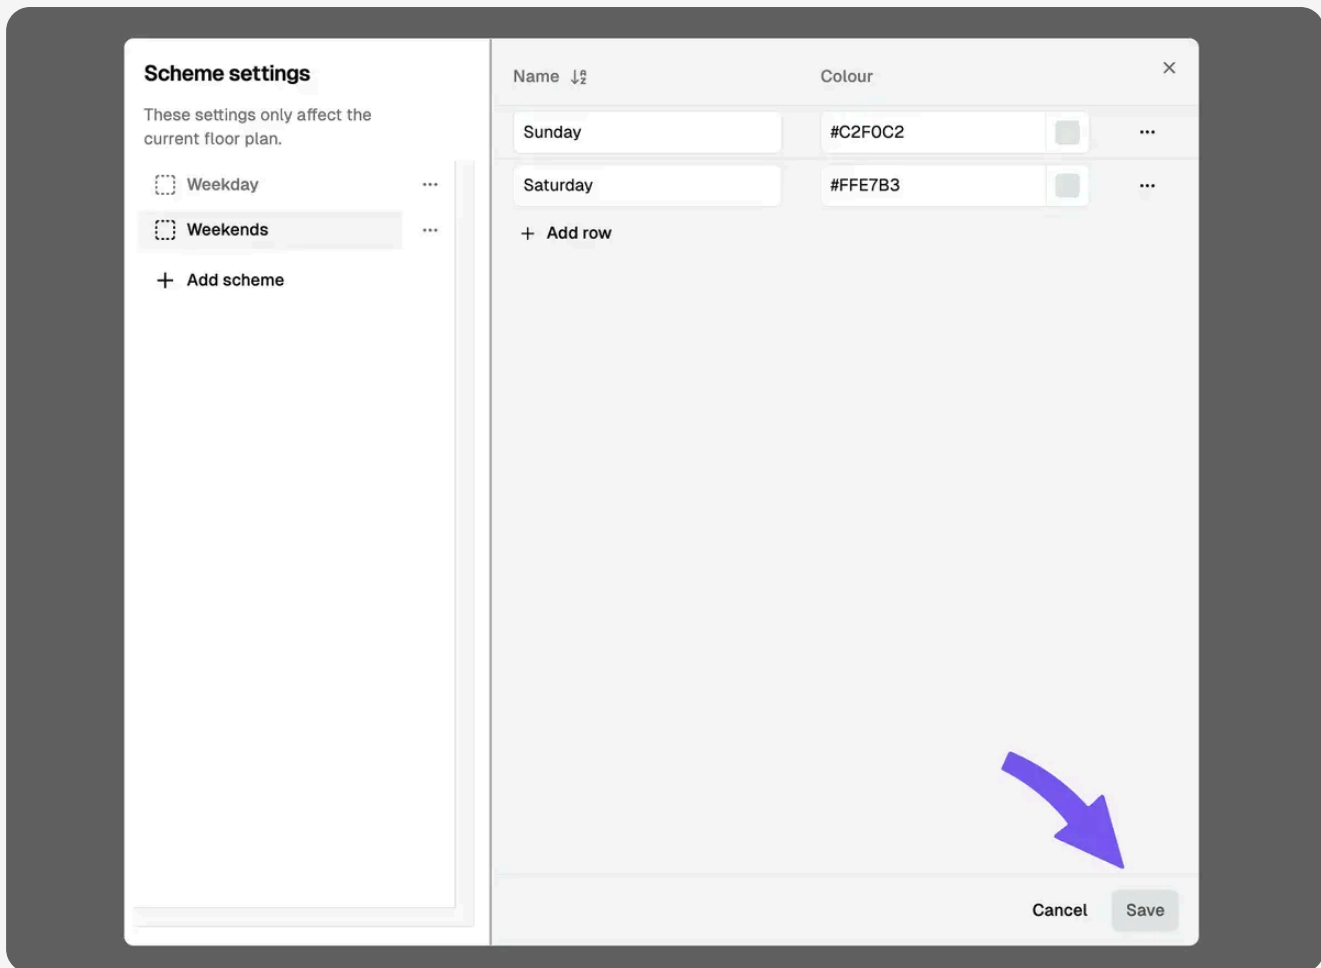 Scheme settings
These settings only affect the
current floor plan.
Weekday
Weekends
Add scheme
Name
Colour
Sunday
#C2F0C2
Saturday
#FFE7B3
Add row
Cancel
Save